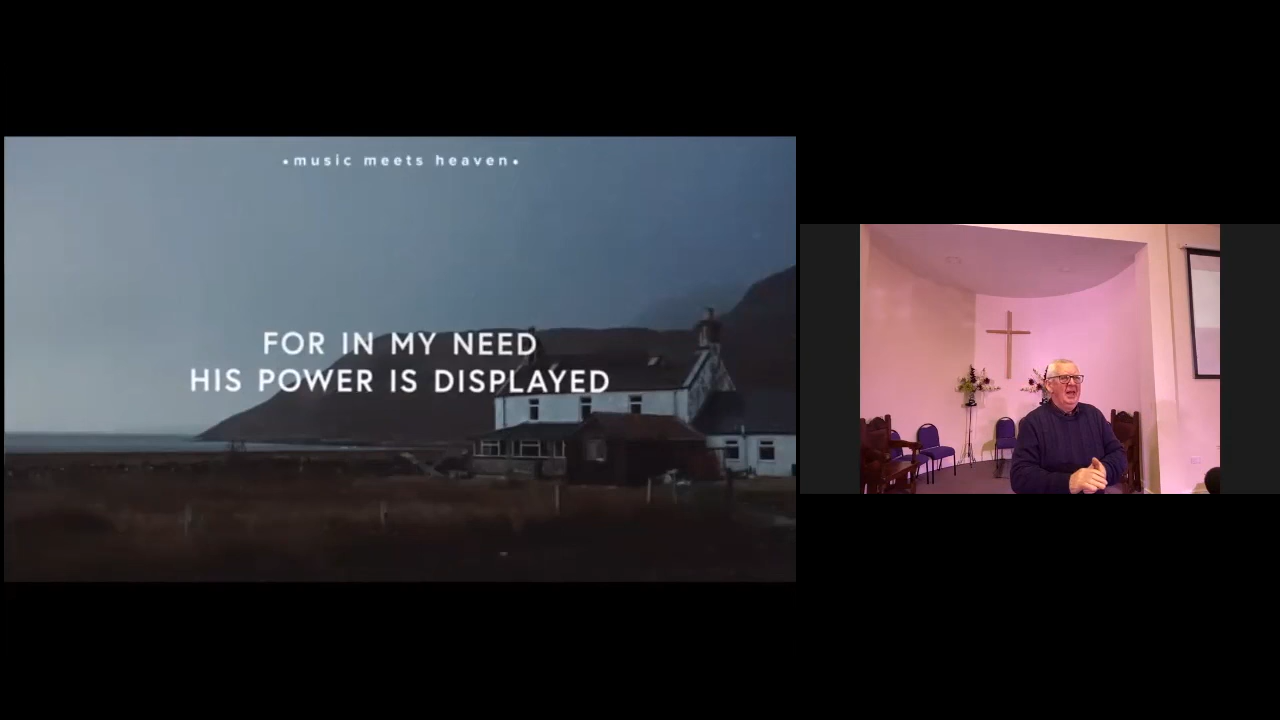 •music meets heaven•
FOR IN MY NEED
HIS POWER IS DISPLAYED